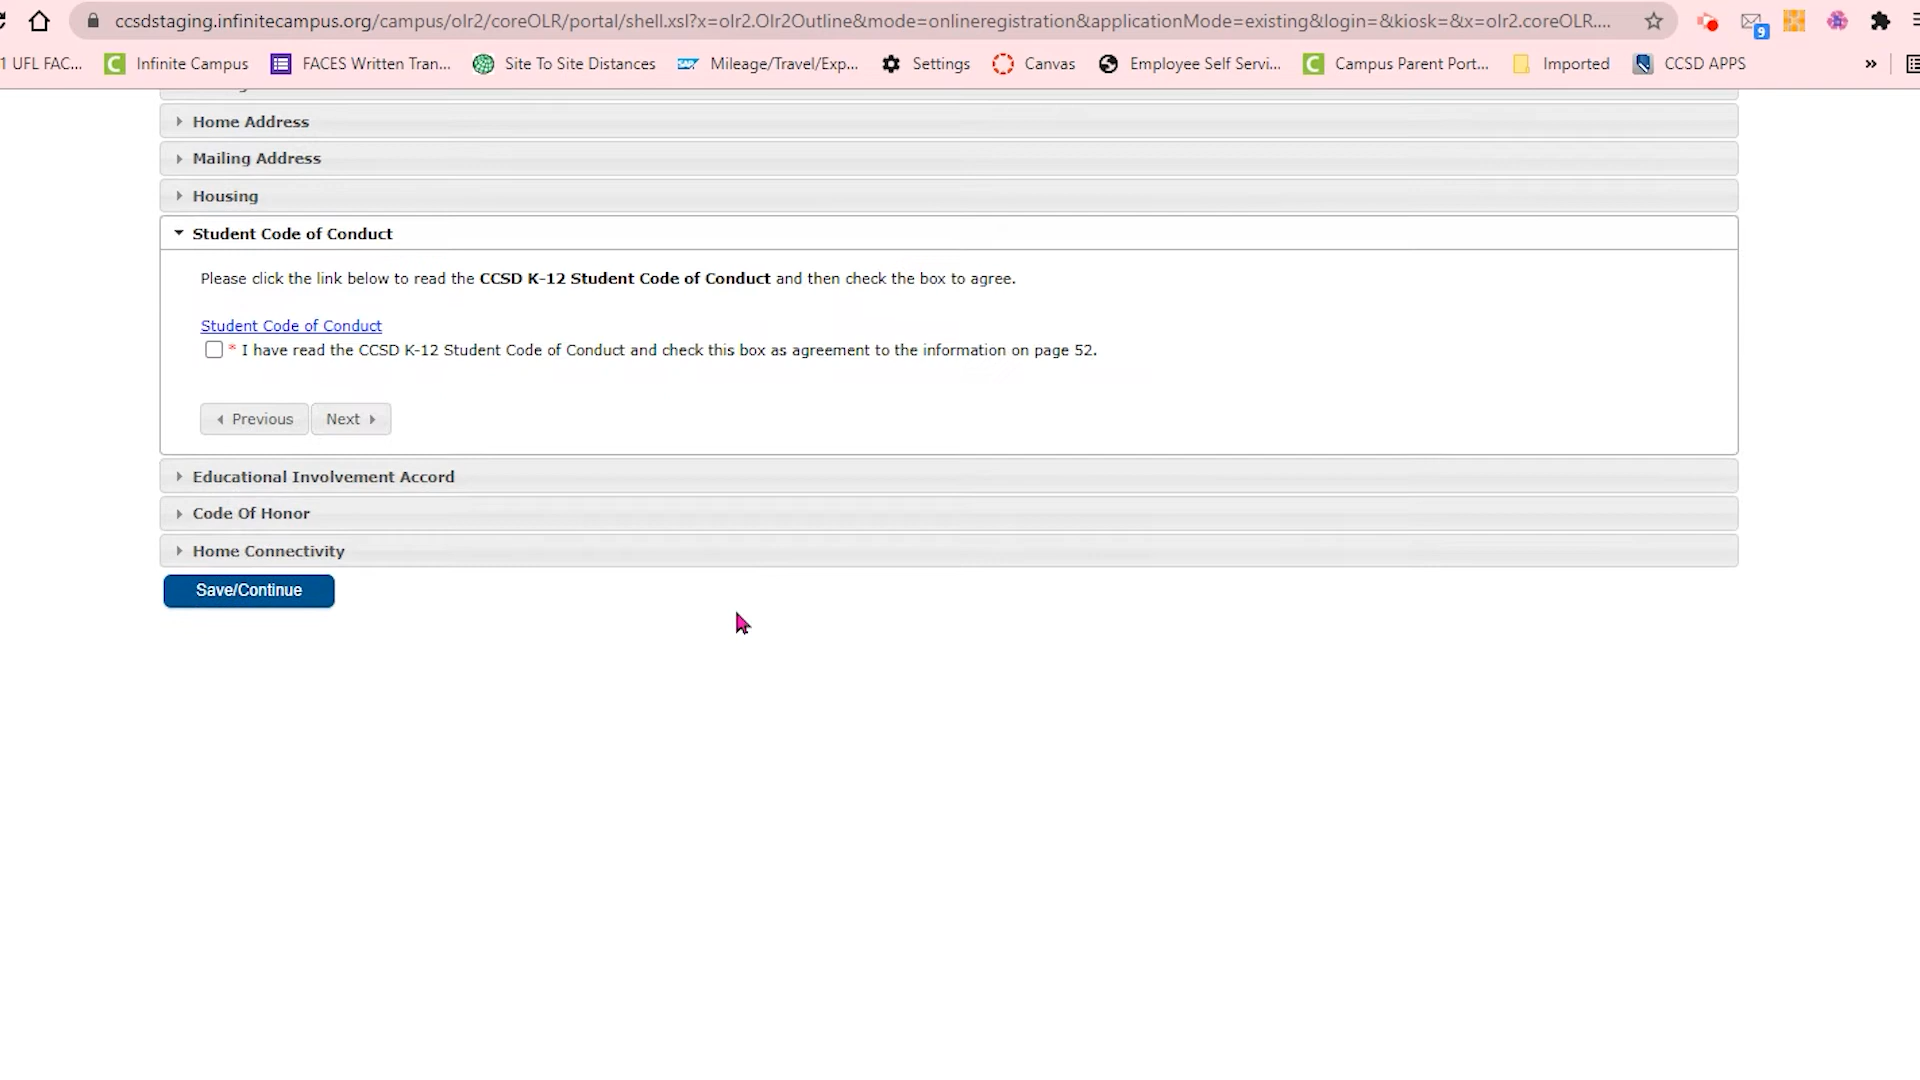 ccsdstaging.infinitecampus.org/campus/olr2/coreOLR/portal/shell.xsl?x=olr2.Olr2Outline&mode=onlineregistration&applicationMode=existing&login=&kiosk=&x=olr2.coreOLR.... 9
1 UFL FAC... Infinite Campus FACES Written Tran... Site To Site Distances Mileage/Travel/Exp... Settings Canvas Employee Self Servi... Campus Parent Port... Imported CCSD APPS »
Home Address
Mailing Address
Housing
Student Code of Conduct
Please click the link below to read the CCSD K-12 Student Code of Conduct and then check the box to agree.
Student Code of Conduct
* I have read the CCSD K-12 Student Code of Conduct and check this box as agreement to the information on page 52.
Previous Next
Educational Involvement Accord
Code Of Honor
Home Connectivity
Save/Continue